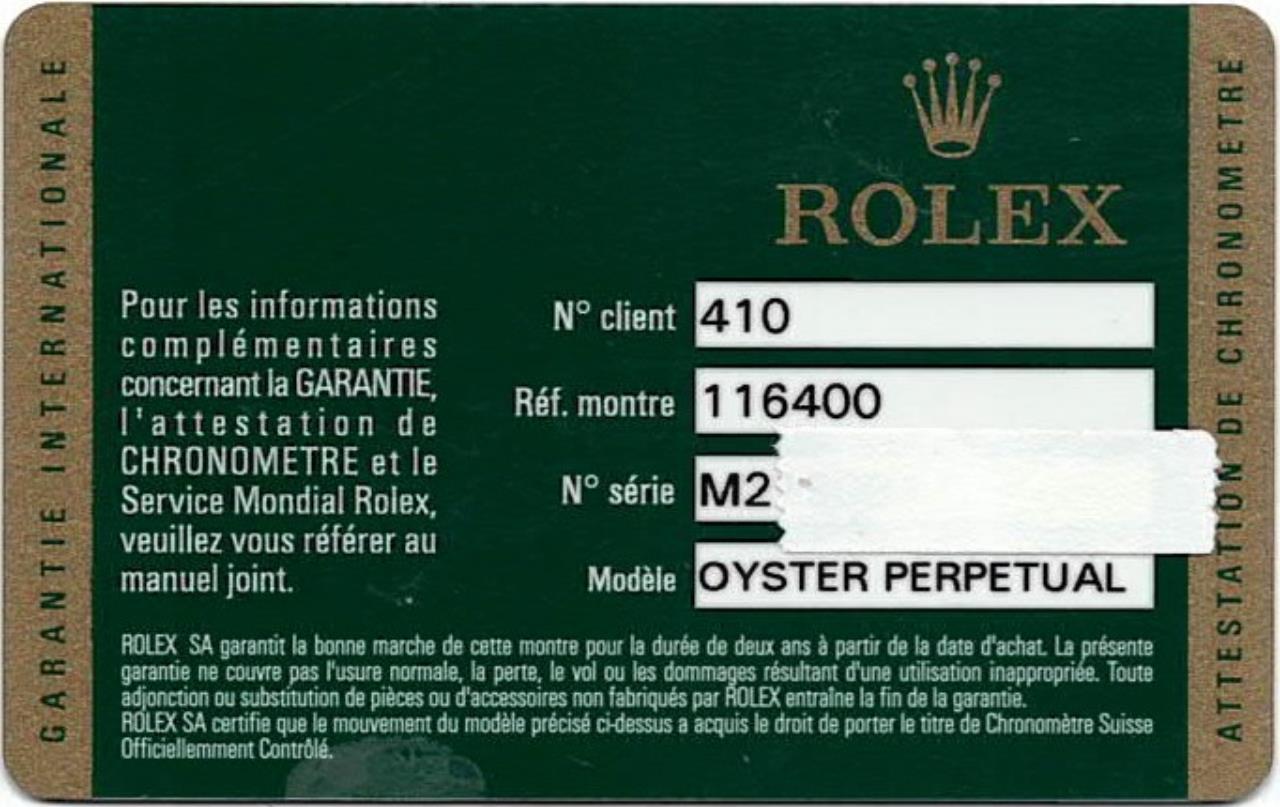 GARANTIE INTERNATIONALE
ROLEX
Pour les informations
complémentaires
concernant la GARANTIE,
l'attestation de
CHRONOMETRE et le
Service Mondial Rolex,
veuillez vous référer au
manuel joint.
N° client 410
Réf. montre 116400
N° série M2
Modèle OYSTER PERPETUAL
ROLEX SA garantit la bonne marche de cette montre pour la durée de deux ans à partir de la date d'achat. La présente
garantie ne couvre pas l'usure normale, la perte, le vol ou les dommages résultant d'une utilisation inappropriée. Toute
adjonction ou substitution de pièces ou d'accessoires non fabriqués par ROLEX entraîne la fin de la garantie.
ROLEX SA certifie que le mouvement du modèle précisé ci-dessus a acquis le droit de porter le titre de Chronomètre Suisse
Officiellemment Contrôlé.
ATTESTATION DE CHRONOMETRE